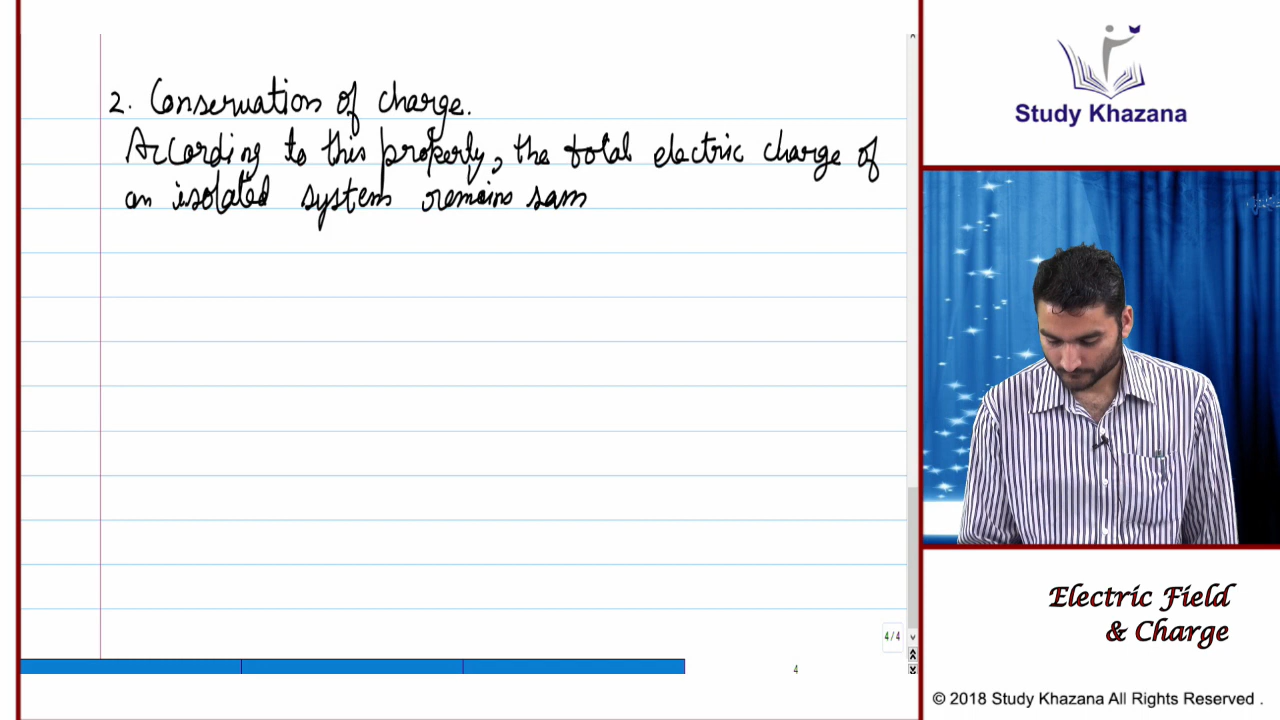 2. Conservation of charge.
According to this property, the total electric charge of
an isolated system remains sam
4/4
4
Study Khazana
Electric Field
& Charge
© 2018 Study Khazana All Rights Reserved .